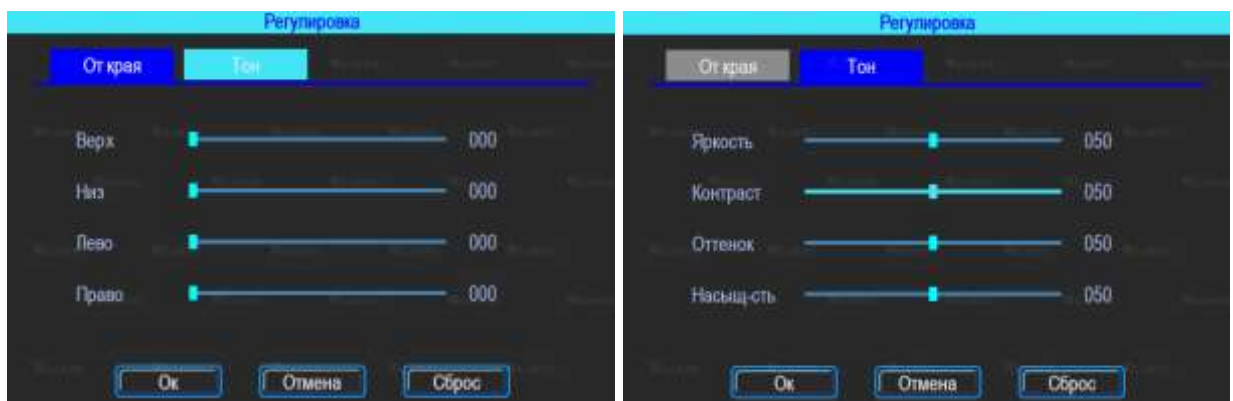 Регулировка
От края Тон
Верх 000
Низ 000
Лево 000
Право 000
Ок Отмена Сброс
Регулировка
От края Тон
Яркость 050
Контраст 050
Оттенок 050
Насыщ-сть 050
Ок Отмена Сброс